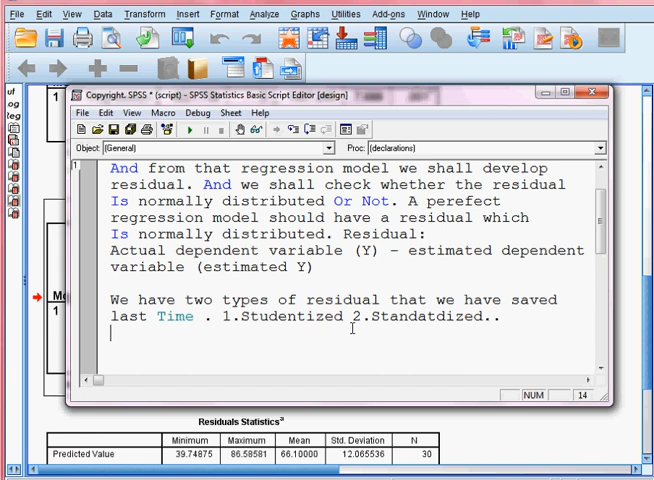 File Edit View Data Transform Insert Format Analyze Graphs Utilities Add-ons Window Help
Copyright. SPSS * (script) - SPSS Statistics Basic Script Editor [design]
File Edit View Macro Debug Sheet Help
Object: (General) Proc: (declarations)
And from that regression model we shall develop
residual. And we shall check whether the residual
Is normally distributed Or Not. A perefect
regression model should have a residual which
Is normally distributed. Residual:
Actual dependent variable (Y) - estimated dependent
variable (estimated Y)
We have two types of residual that we have saved
last Time . 1.Studentized 2.Standatdized..
NUM 14
Residuals Statisticsa
Minimum Maximum Mean Std. Deviation N
Predicted Value 39.74875 86.58581 66.10000 12.065536 30